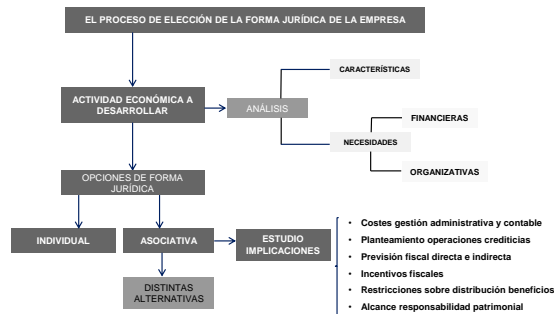 EL PROCESO DE ELECCIÓN DE LA FORMA JURÍDICA DE LA EMPRESA
CARACTERÍSTICAS
ACTIVIDAD ECONÓMICA A
DESARROLLAR
ANÁLISIS
FINANCIERAS
NECESIDADES
ORGANIZATIVAS
OPCIONES DE FORMA
JURÍDICA
INDIVIDUAL
ASOCIATIVA
ESTUDIO
IMPLICACIONES
DISTINTAS
ALTERNATIVAS
• Costes gestión administrativa y contable
• Planteamiento operaciones crediticias
• Previsión fiscal directa e indirecta
• Incentivos fiscales
• Restricciones sobre distribución beneficios
• Alcance responsabilidad patrimonial